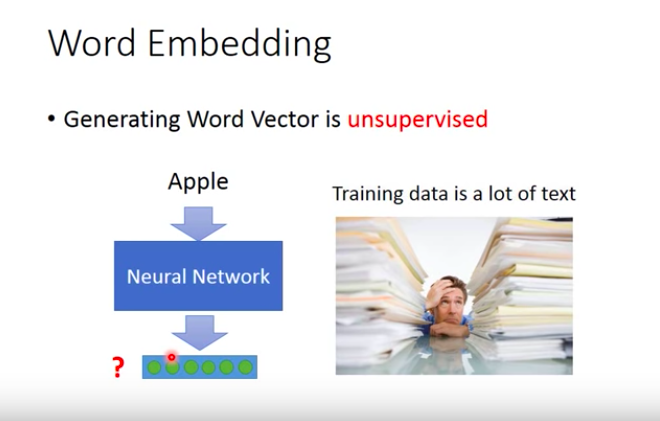 Word Embedding
• Generating Word Vector is unsupervised
Apple
Training data is a lot of text
Neural Network
?